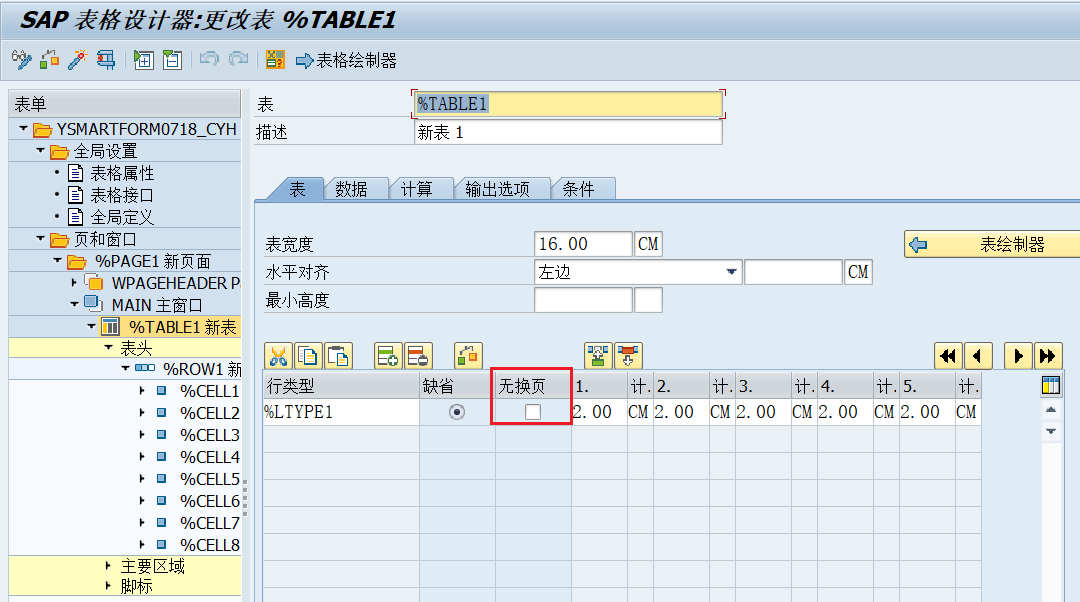 SAP 表格设计器:更改表 %TABLE1
表格绘制器
表单
YSMARTFORM0718_CYH
全局设置
表格属性
表格接口
全局定义
页和窗口
%PAGE1 新页面
WPAGEHEADER P
MAIN 主窗口
%TABLE1 新表
表头
%ROW1 新
%CELL1
%CELL2
%CELL3
%CELL4
%CELL5
%CELL6
%CELL7
%CELL8
主要区域
脚标
表 %TABLE1
描述 新表 1
表 数据 计算 输出选项 条件
表宽度 16.00 CM 表绘制器
水平对齐 左边 CM
最小高度
行类型 缺省 无换页 1. 计. 2. 计. 3. 计. 4. 计. 5. 计.
%LTYPE1 2.00 CM 2.00 CM 2.00 CM 2.00 CM 2.00 CM